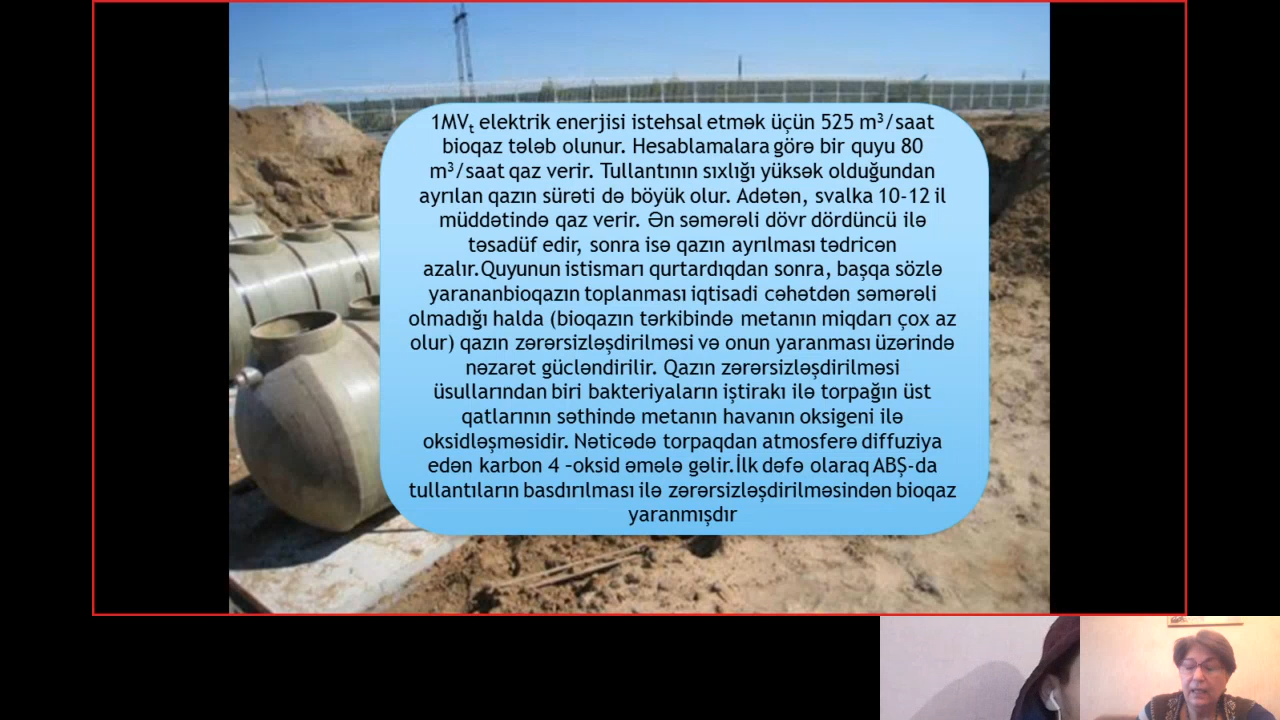 1MVt elektrik enerjisi istehsal etmək üçün 525 m³/saat
bioqaz tələb olunur. Hesablamalara görə bir quyu 80
m³/saat qaz verir. Tullantının sıxlığı yüksək olduğundan
ayrılan qazın sürəti də böyük olur. Adətən, svalka 10-12 il
müddətində qaz verir. Ən səmərəli dövr dördüncü ilə
təsadüf edir, sonra isə qazın ayrılması tədricən
azalır.Quyunun istismarı qurtardıqdan sonra, başqa sözlə
yarananbioqazın toplanması iqtisadi cəhətdən səmərəli
olmadığı halda (bioqazın tərkibində metanın miqdarı çox az
olur) qazın zərərsizləşdirilməsi və onun yaranması üzərində
nəzarət gücləndirilir. Qazın zərərsizləşdirilməsi
üsullarından biri bakteriyaların iştirakı ilə torpağın üst
qatlarının səthində metanın havanın oksigeni ilə
oksidləşməsidir. Nəticədə torpaqdan atmosferə diffuziya
edən karbon 4 –oksid əmələ gəlir.İlk dəfə olaraq ABŞ-da
tullantıların basdırılması ilə zərərsizləşdirilməsindən bioqaz
yaranmışdır